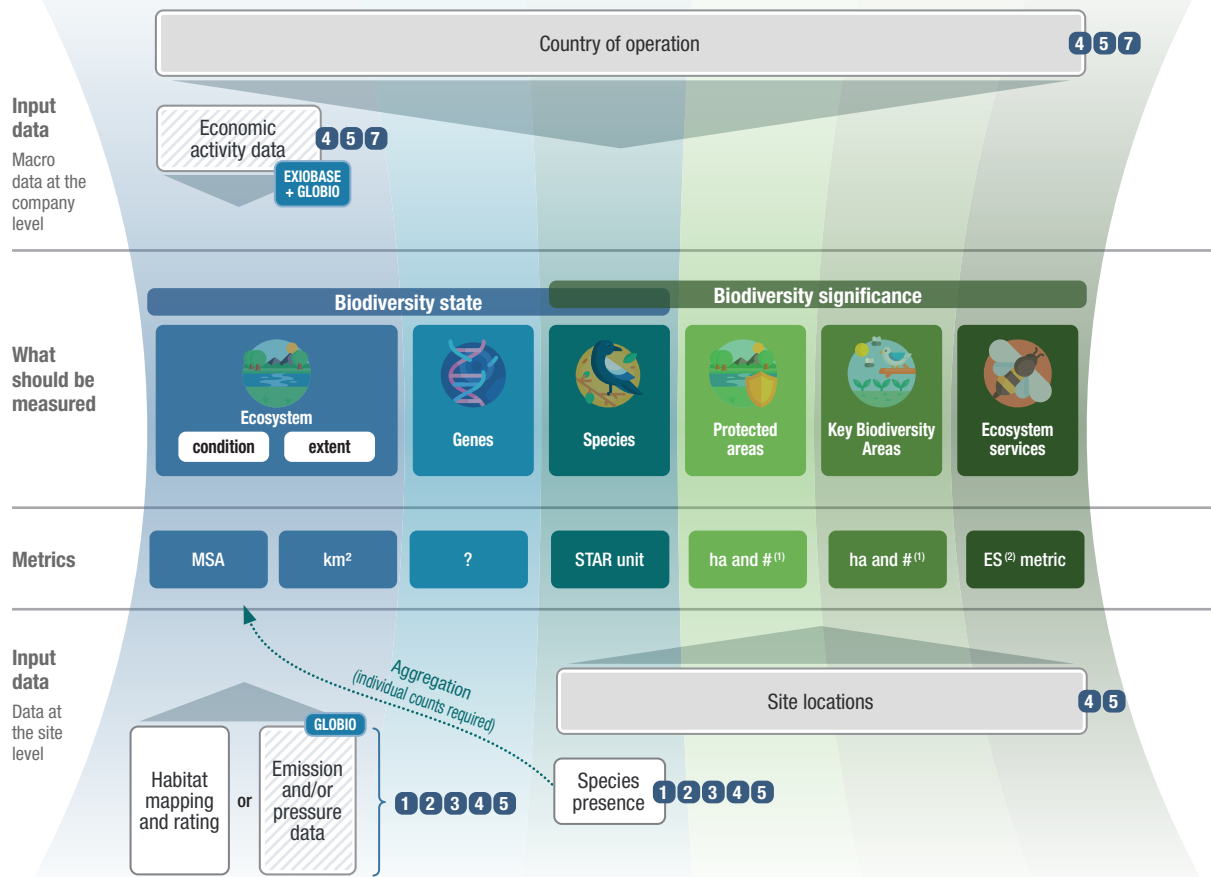 Country of operation
4 5 7
Input
data
Macro
data at the
company
level
Economic
activity data
4 5 7
EXIOBASE
+ GLOBIO
Biodiversity state
Biodiversity significance
What
should be
measured
Ecosystem
condition
extent
Genes
Species
Protected
areas
Key Biodiversity
Areas
Ecosystem
services
Metrics
MSA
km²
?
STAR unit
ha and #⁽¹⁾
ha and #⁽¹⁾
ES⁽²⁾ metric
Input
data
Data at
the site
level
Aggregation
(individual counts required)
Site locations
4 5
GLOBIO
Habitat
mapping
and rating
or
Emission
and/or
pressure
data
1 2 3 4 5
Species
presence
1 2 3 4 5